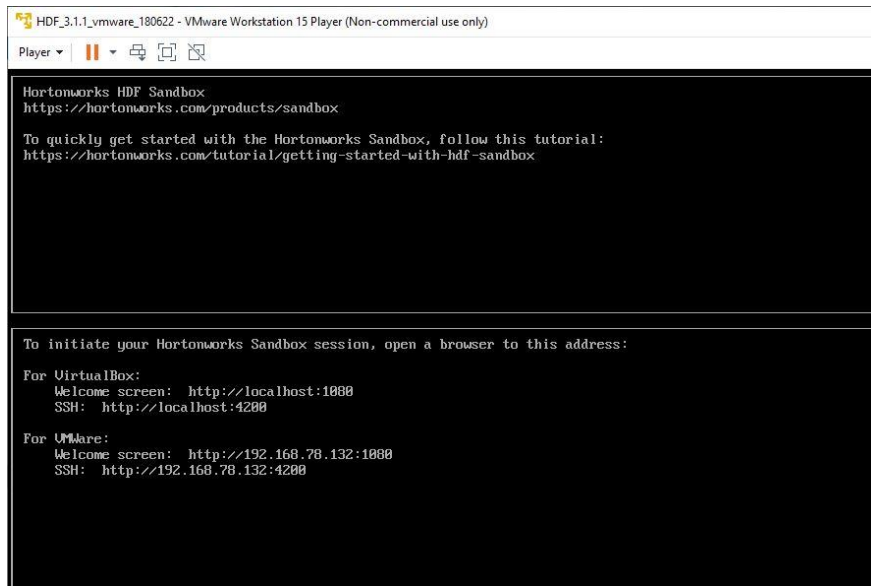 HDF_3.1.1_vmware_180622 - VMware Workstation 15 Player (Non-commercial use only)
Player
Hortonworks HDF Sandbox
https://hortonworks.com/products/sandbox
To quickly get started with the Hortonworks Sandbox, follow this tutorial:
https://hortonworks.com/tutorial/getting-started-with-hdf-sandbox
To initiate your Hortonworks Sandbox session, open a browser to this address:
For VirtualBox:
Welcome screen: http://localhost:1080
SSH: http://localhost:4200
For VMWare:
Welcome screen: http://192.168.78.132:1080
SSH: http://192.168.78.132:4200